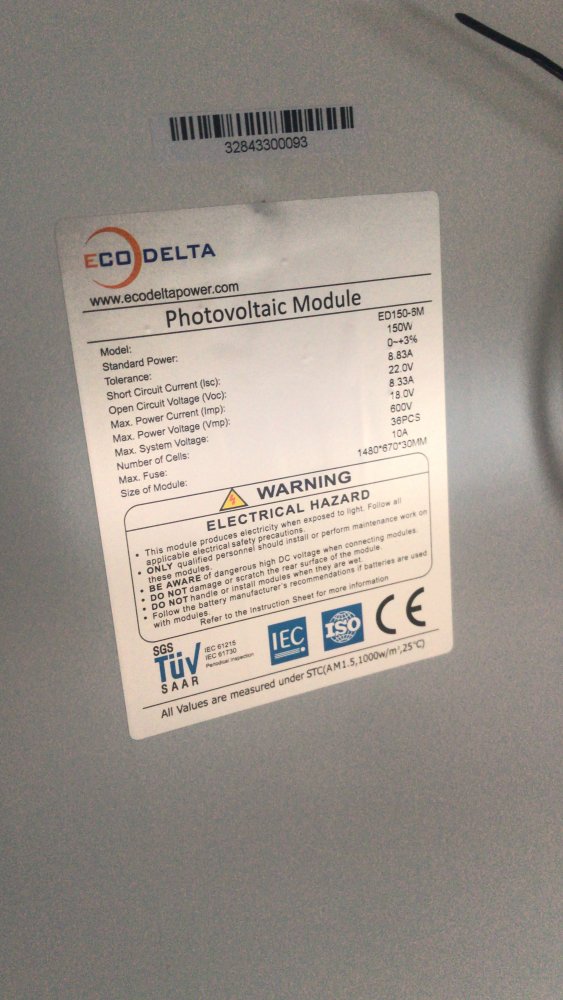 32843300093
ECO DELTA
www.ecodeltapower.com
Photovoltaic Module
Model: ED150-6M
Standard Power: 150W
Tolerance: 0~+3%
Short Circuit Current (Isc): 8.83A
Open Circuit Voltage (Voc): 22.0V
Max. Power Current (Imp): 8.33A
Max. Power Voltage (Vmp): 18.0V
Max. System Voltage: 600V
Number of Cells: 36PCS
Max. Fuse: 10A
Size of Module: 1480*670*30MM
WARNING
ELECTRICAL HAZARD
• This module produces electricity when exposed to light. Follow all
applicable electrical safety precautions.
• ONLY qualified personnel should install or perform maintenance work on
these modules.
• BE AWARE of dangerous high DC voltage when connecting modules.
• DO NOT damage or scratch the rear surface of the module.
• DO NOT handle or install modules when they are wet.
• Follow the battery manufacturer's recommendations if batteries are used
with modules.
Refer to the Instruction Sheet for more information
SGS
TÜV
SAAR
IEC 61215
IEC 61730
Periodical Inspection
IEC
ISO
CE
All Values are measured under STC(AM1.5,1000w/m²,25℃)